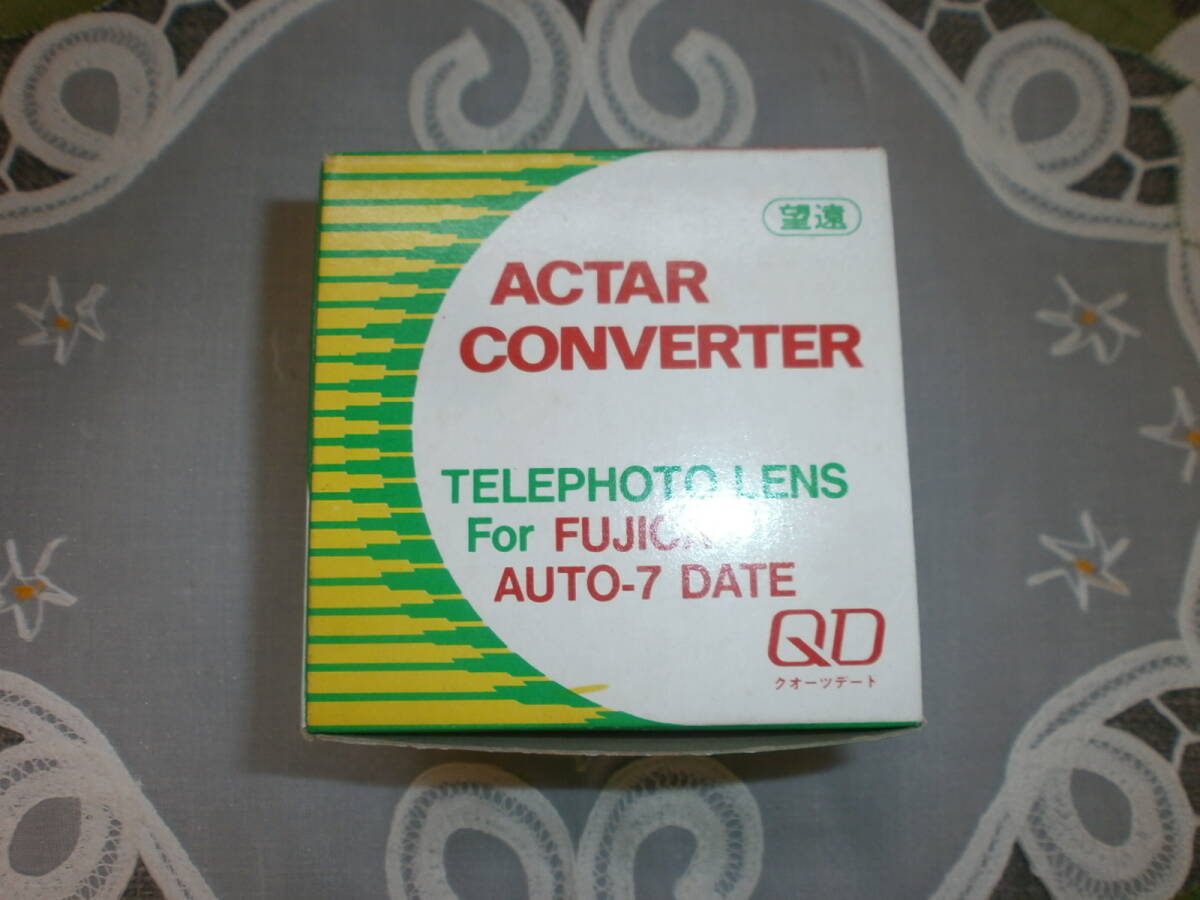 望遠
ACTAR
CONVERTER
TELEPHOTO LENS
For FUJICA
AUTO-7 DATE
QD
クオーツデート